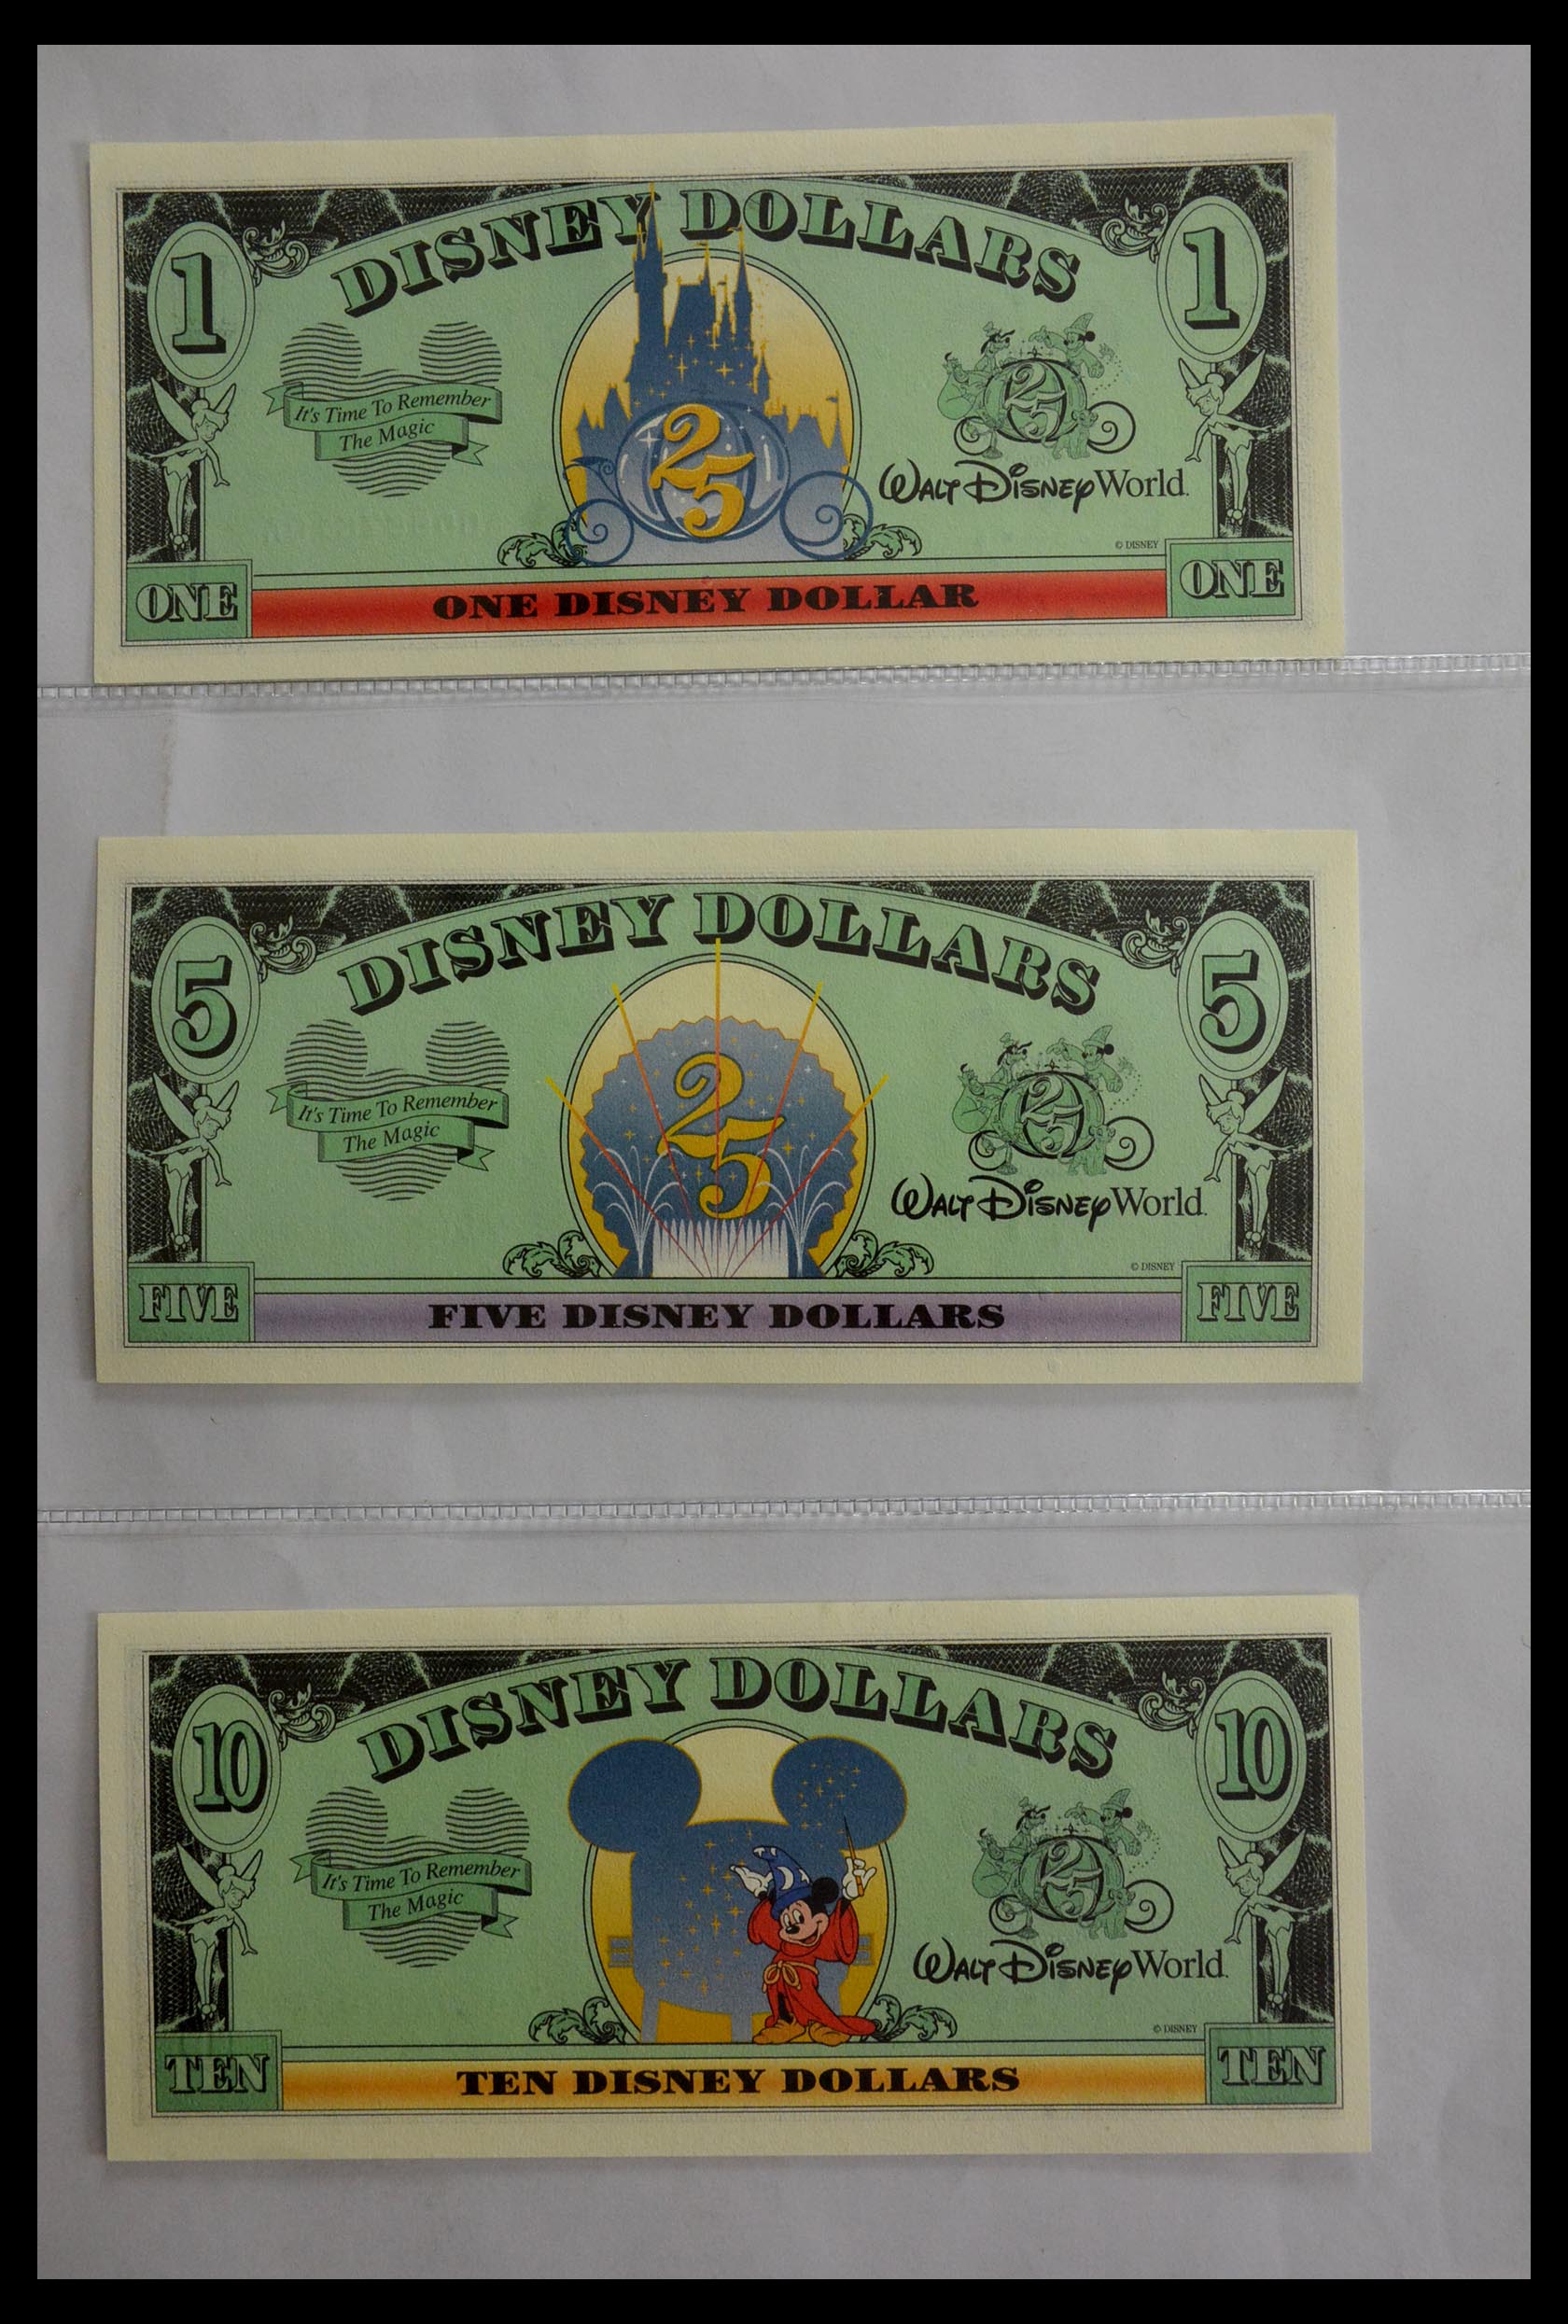 DISNEY DOLLARS
1
1
It's Time To Remember
The Magic
25
25
WALT DISNEY World.
© DISNEY
ONE
ONE DISNEY DOLLAR
ONE
DISNEY DOLLARS
5
5
It's Time To Remember
The Magic
25
25
WALT DISNEY World.
© DISNEY
FIVE
FIVE DISNEY DOLLARS
FIVE
DISNEY DOLLARS
10
10
It's Time To Remember
The Magic
25
WALT DISNEY World.
© DISNEY
TEN
TEN DISNEY DOLLARS
TEN